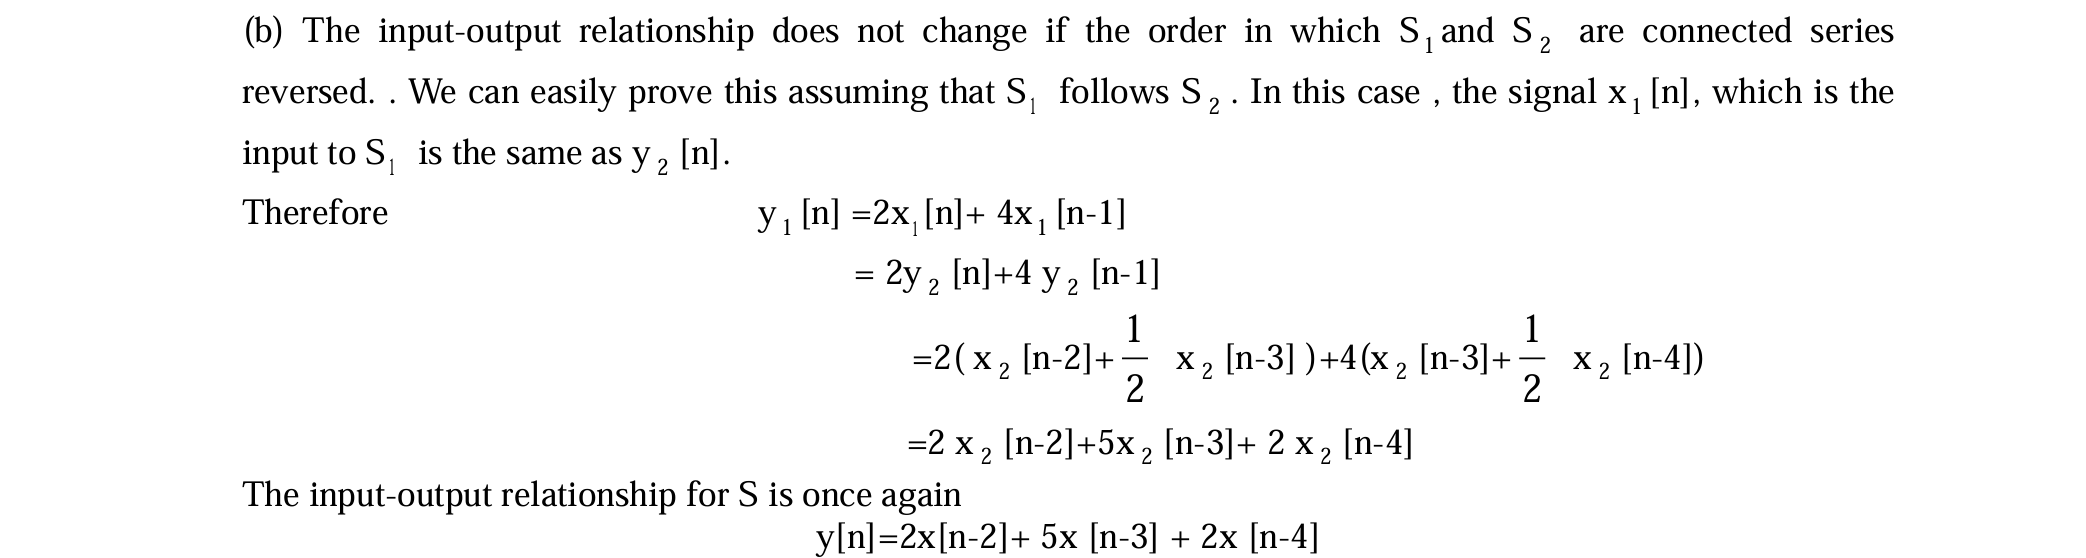 (b) The input-output relationship does not change if the order in which S₁ and S₂ are connected series
reversed. . We can easily prove this assuming that S₁ follows S₂ . In this case , the signal x₁ [n], which is the
input to S₁ is the same as y₂ [n].
Therefore y₁ [n] =2x₁ [n]+ 4x₁ [n-1]
= 2y₂ [n]+4 y₂ [n-1]
=2( x₂ [n-2]+ 1/2 x₂ [n-3] )+4(x₂ [n-3]+ 1/2 x₂ [n-4])
=2 x₂ [n-2]+5x₂ [n-3]+ 2 x₂ [n-4]
The input-output relationship for S is once again
y[n]=2x[n-2]+ 5x [n-3] + 2x [n-4]